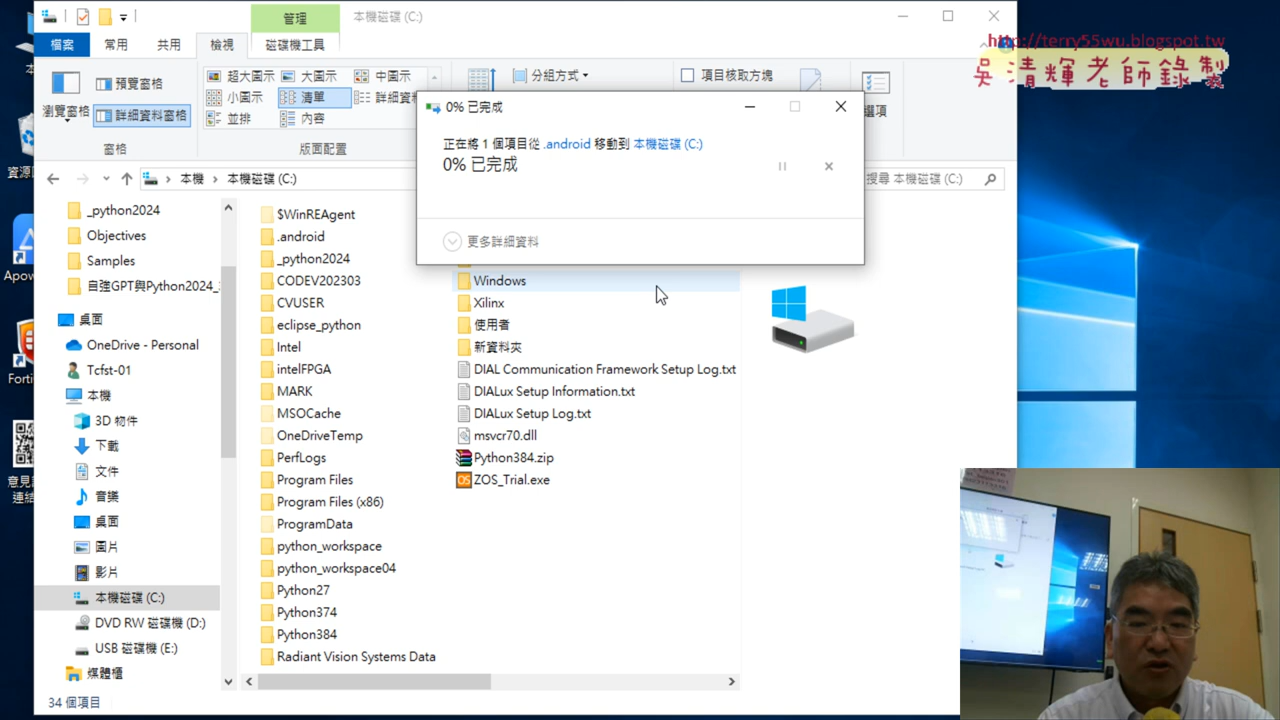 管理
本機磁碟 (C:)
檔案
常用
共用
檢視
磁碟機工具
http://terry55wu.blogspot.tw
吳清輝老師錄製
瀏覽窗格
預覽窗格
詳細資料窗格
窗格
超大圖示
大圖示
中圖示
小圖示
清單
詳細資料
並排
內容
版面配置
分組方式
項目核取方塊
選項
0% 已完成
正在將 1 個項目從 .android 移動到 本機磁碟 (C:)
0% 已完成
更多詳細資料
本機
本機磁碟 (C:)
搜尋 本機磁碟 (C:)
_python2024
Objectives
Samples
自強GPT與Python2024_
桌面
OneDrive - Personal
Tcfst-01
本機
3D 物件
下載
文件
音樂
桌面
圖片
影片
本機磁碟 (C:)
DVD RW 磁碟機 (D:)
USB 磁碟機 (E:)
媒體櫃
$WinREAgent
.android
_python2024
CODEV202303
CVUSER
eclipse_python
Intel
intelFPGA
MARK
MSOCache
OneDriveTemp
PerfLogs
Program Files
Program Files (x86)
ProgramData
python_workspace
python_workspace04
Python27
Python374
Python384
Radiant Vision Systems Data
Windows
Xilinx
使用者
新資料夾
DIAL Communication Framework Setup Log.txt
DIALux Setup Information.txt
DIALux Setup Log.txt
msvcr70.dll
Python384.zip
ZOS_Trial.exe
34 個項目
資源
Apow
Forti
意見
連結